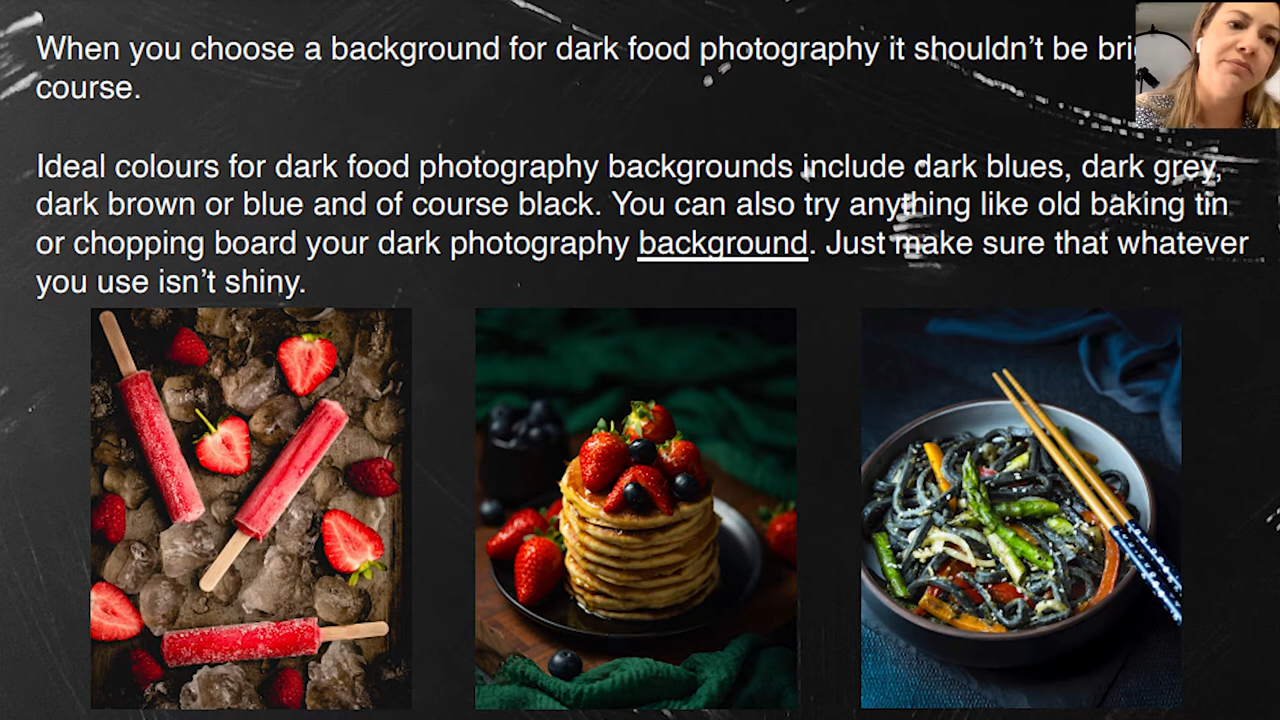 When you choose a background for dark food photography it shouldn't be
course.
Ideal colours for dark food photography backgrounds include dark blues, dark grey,
dark brown or blue and of course black. You can also try anything like old baking tin
or chopping board your dark photography background. Just make sure that whatever
you use isn't shiny.